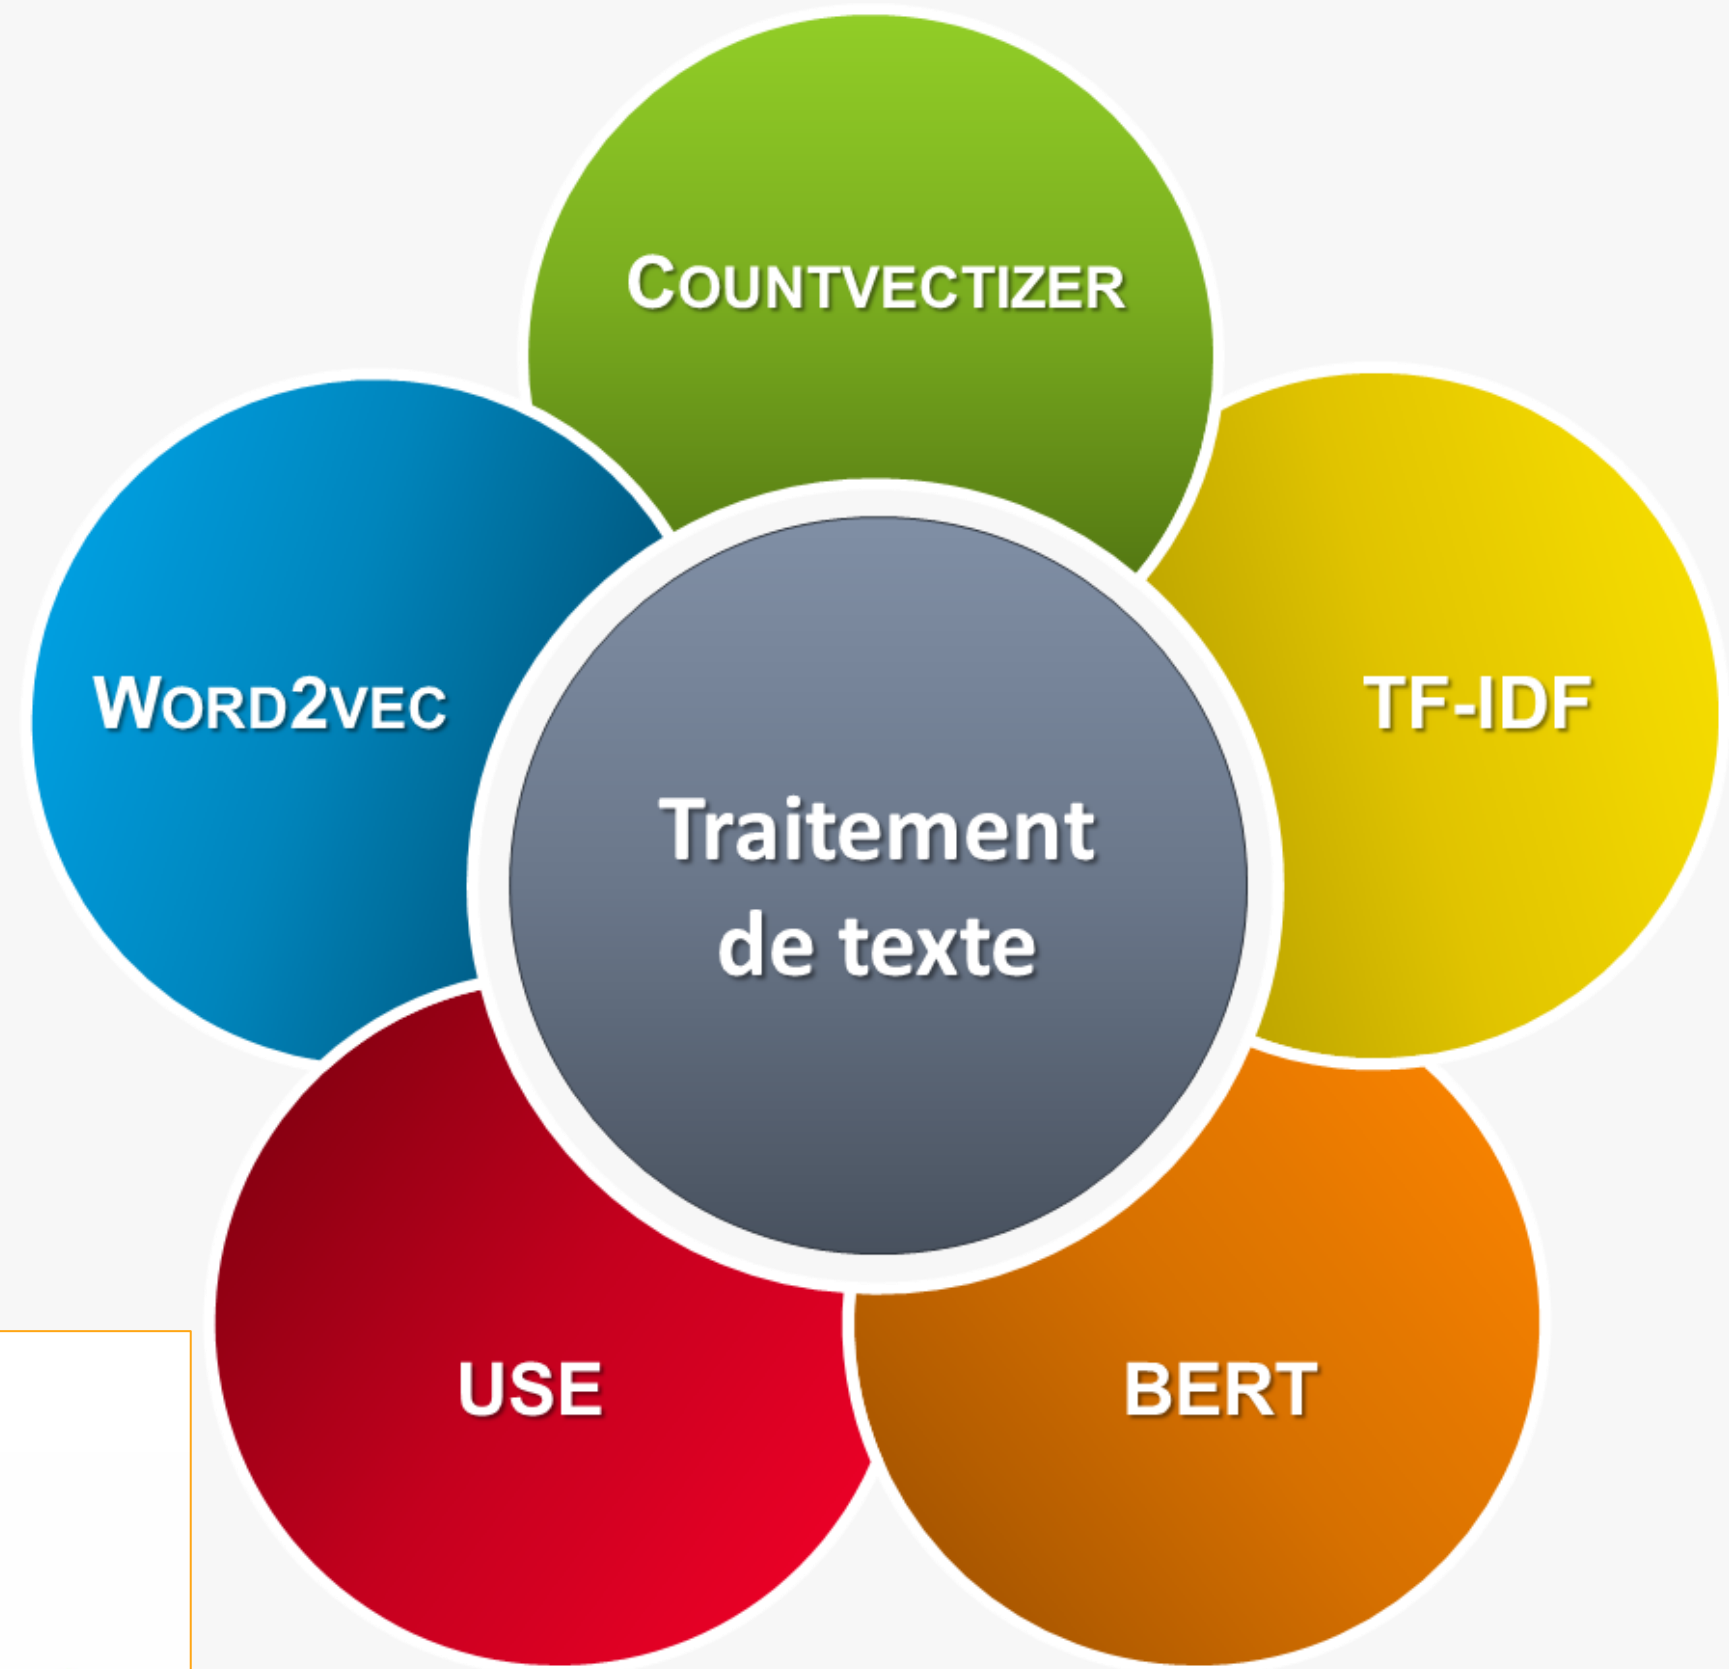 COUNTVECTIZER
WORD2VEC
TF-IDF
Traitement
de texte
USE
BERT